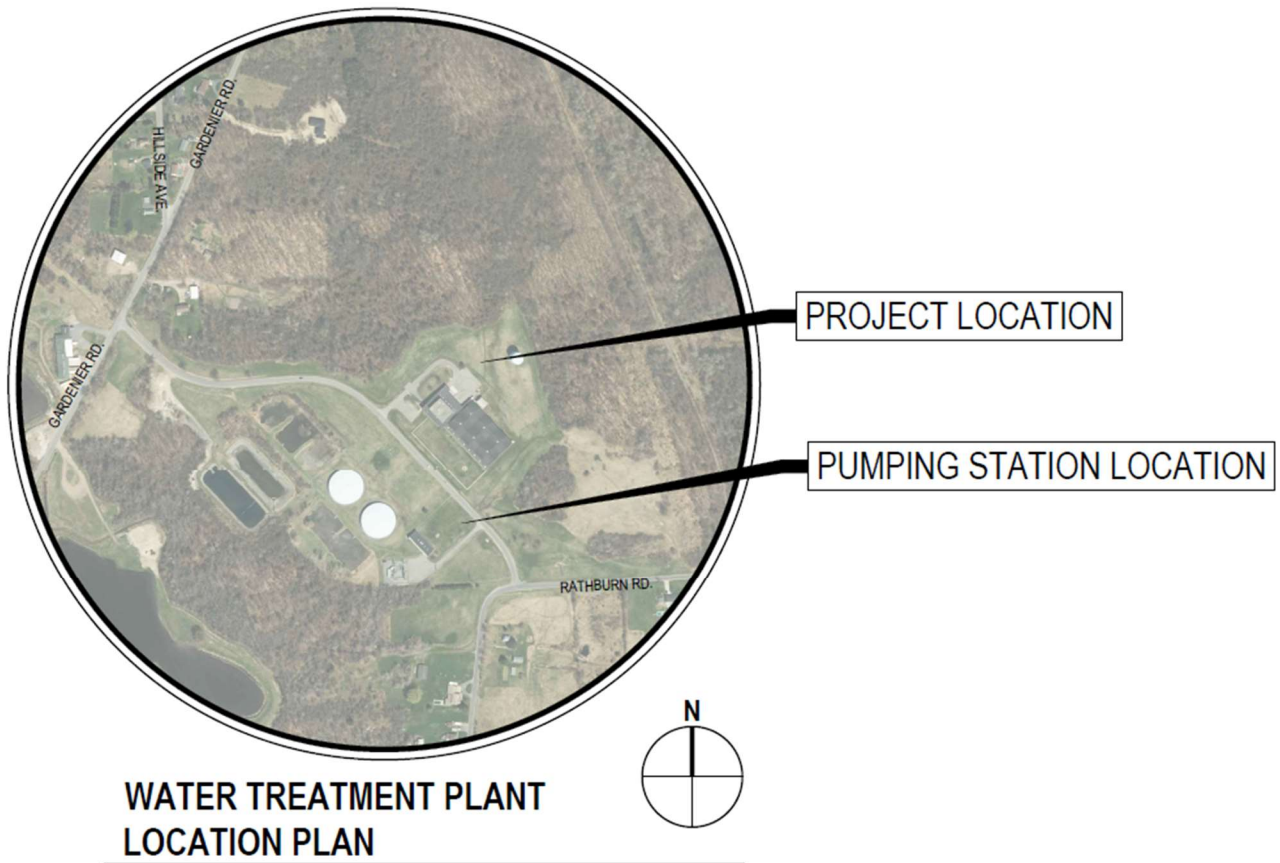 HILLSIDE AVE.
GARDENIER RD.
PROJECT LOCATION
GARDENIER RD.
PUMPING STATION LOCATION
RATHBURN RD.
N
WATER TREATMENT PLANT
LOCATION PLAN